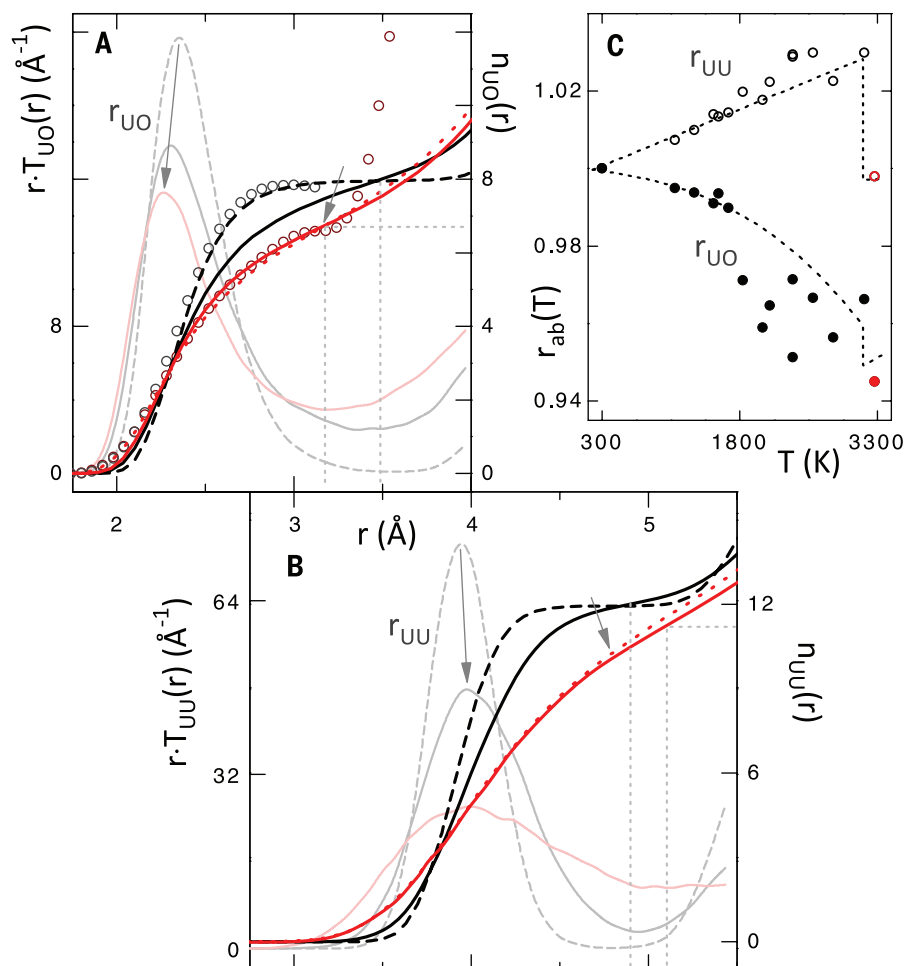 A
r·T_UO(r) (Å⁻¹)
8
0
r_UO
n_UO(r)
8
4
0
2
3
4
5
r (Å)
C
r_ab(T)
1.02
0.98
0.94
r_UU
r_UO
300
1800
3300
T (K)
B
r·T_UU(r) (Å⁻¹)
64
32
0
r_UU
n_UU(r)
12
6
0